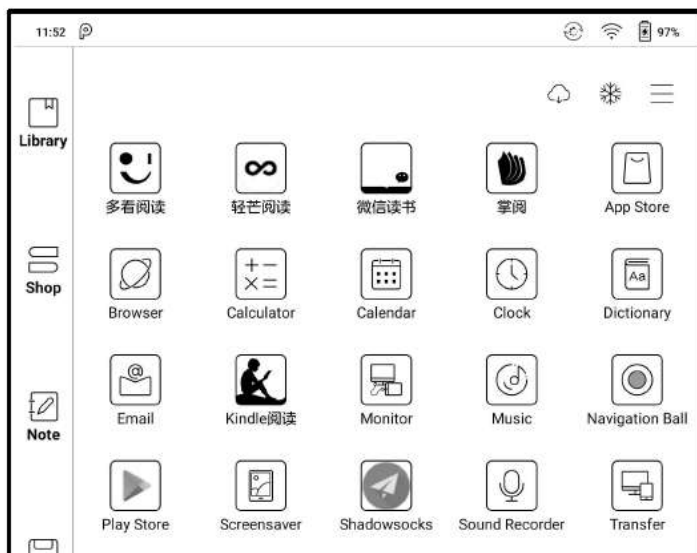 11:52
97%
Library
Shop
Note
多看阅读
轻芒阅读
微信读书
掌阅
App Store
Browser
Calculator
Calendar
Clock
Aa
Dictionary
@
Email
Kindle阅读
Monitor
Music
Navigation Ball
Play Store
Screensaver
Shadowsocks
Sound Recorder
Transfer